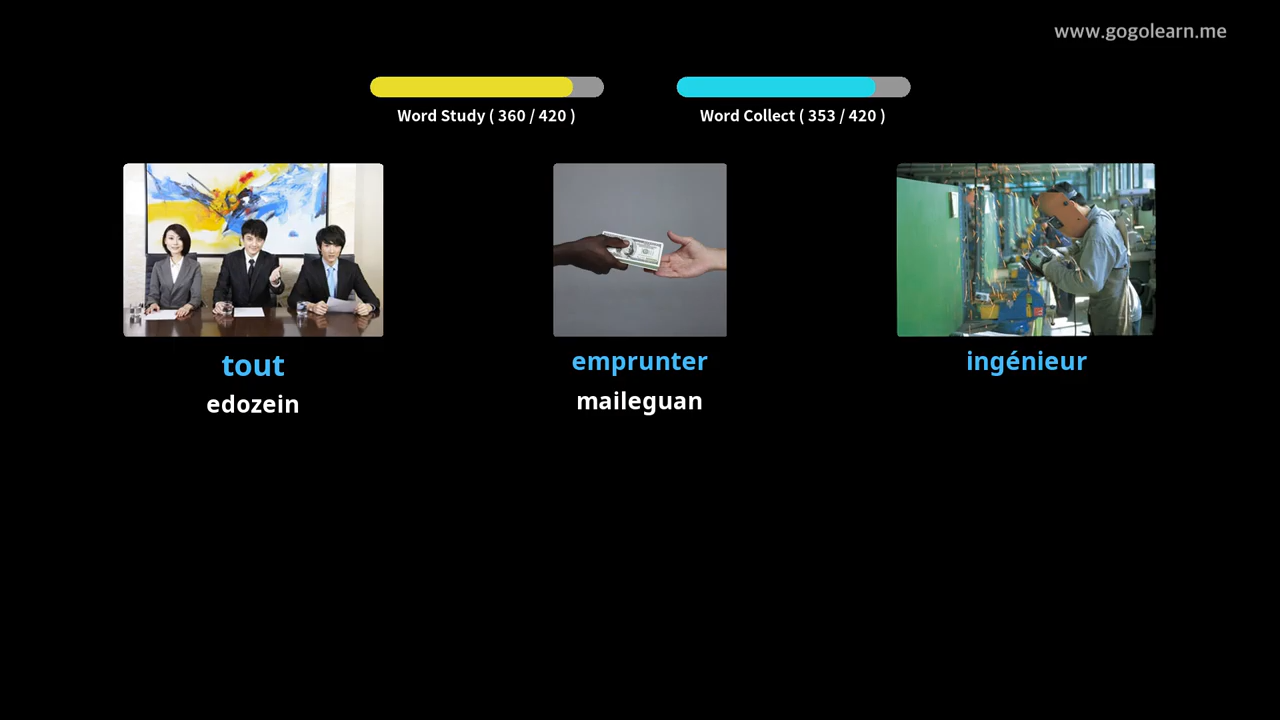 www.gogolearn.me
Word Study ( 360 / 420 )
Word Collect ( 353 / 420 )
tout
edozein
emprunter
maileguan
ingénieur